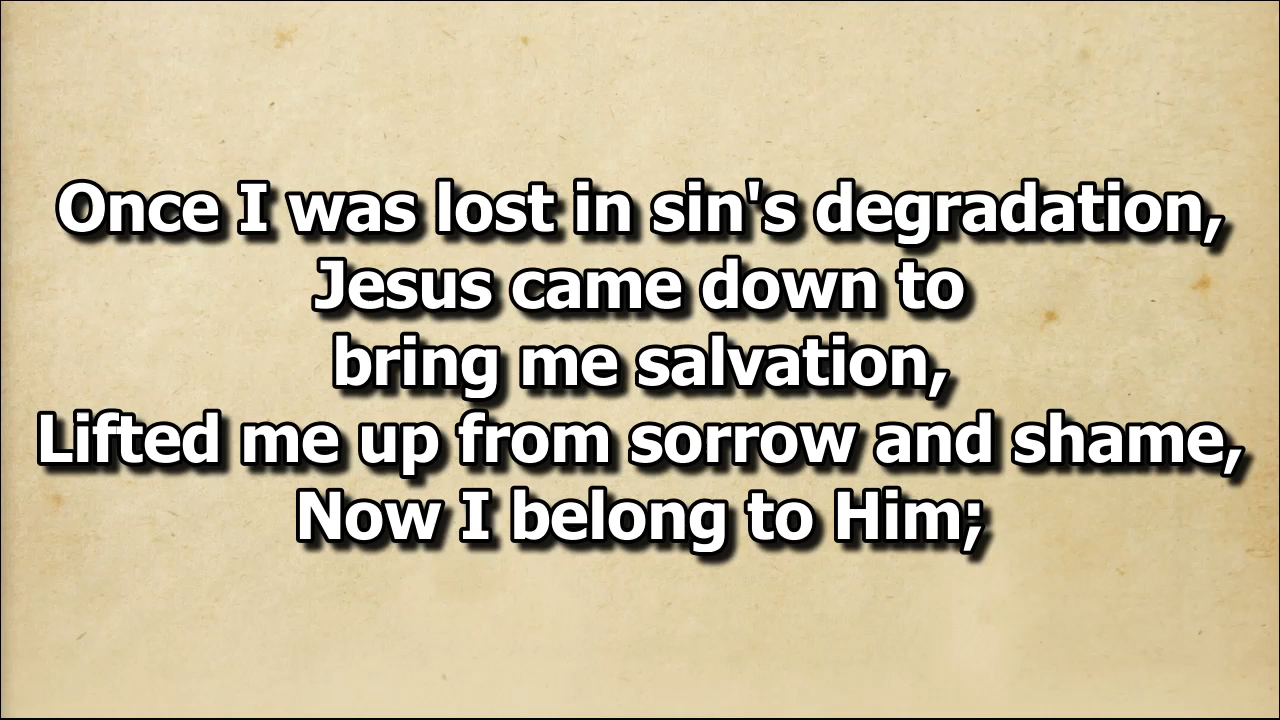 Once I was lost in sin's degradation,
Jesus came down to
bring me salvation,
Lifted me up from sorrow and shame,
Now I belong to Him;